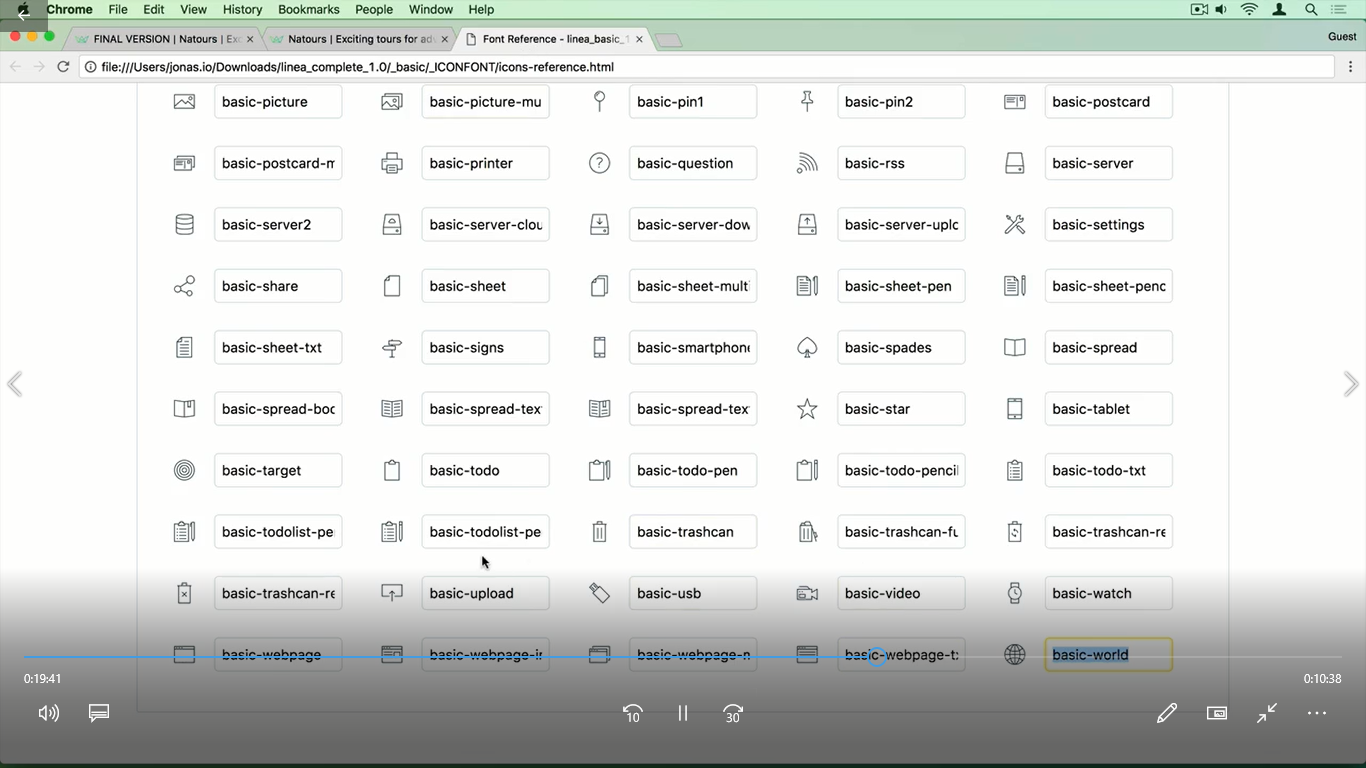 Chrome File Edit View History Bookmarks People Window Help
FINAL VERSION | Natours | Exc Natours | Exciting tours for adv Font Reference - linea_basic_1 Guest
file:///Users/jonas.io/Downloads/linea_complete_1.0/_basic/_ICONFONT/icons-reference.html
basic-picture basic-picture-mu basic-pin1 basic-pin2 basic-postcard
basic-postcard-m basic-printer basic-question basic-rss basic-server
basic-server2 basic-server-clou basic-server-dow basic-server-uplo basic-settings
basic-share basic-sheet basic-sheet-multi basic-sheet-pen basic-sheet-penc
basic-sheet-txt basic-signs basic-smartphone basic-spades basic-spread
basic-spread-boo basic-spread-tex basic-spread-tex basic-star basic-tablet
basic-target basic-todo basic-todo-pen basic-todo-pencil basic-todo-txt
basic-todolist-pe basic-todolist-pe basic-trashcan basic-trashcan-fu basic-trashcan-re
basic-trashcan-re basic-upload basic-usb basic-video basic-watch
basic-webpage basic-webpage-ir basic-webpage-m basic-webpage-tx basic-world
0:19:41 0:10:38
10 30